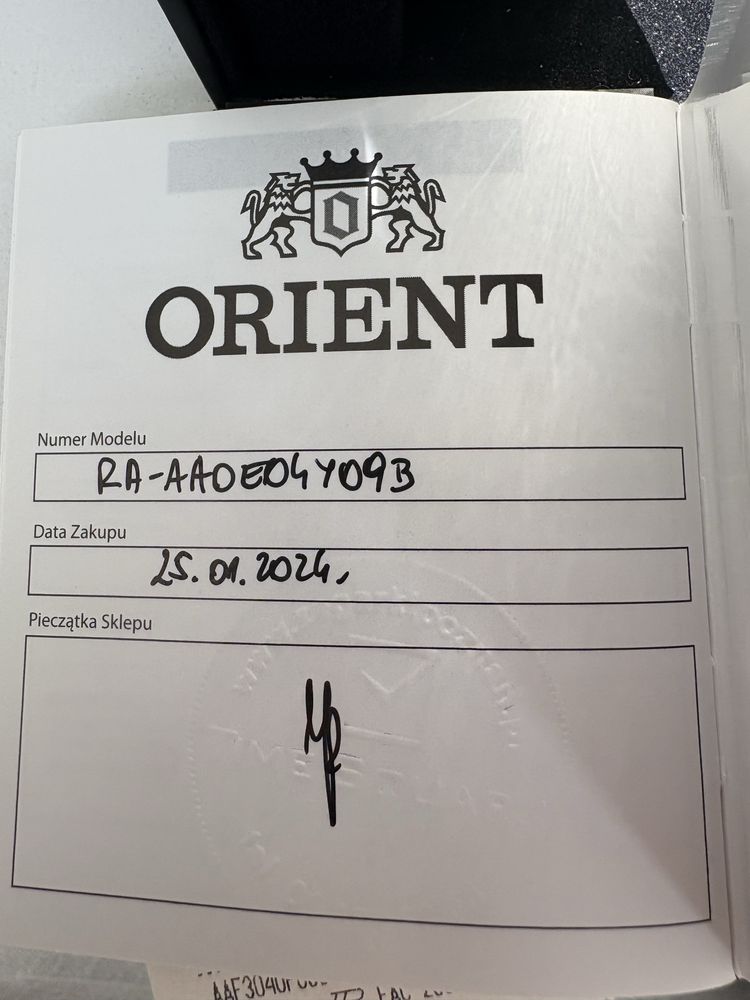 ORIENT
Numer Modelu
RA-AA0E04Y09B
Data Zakupu
25.01.2024,
Pieczątka Sklepu